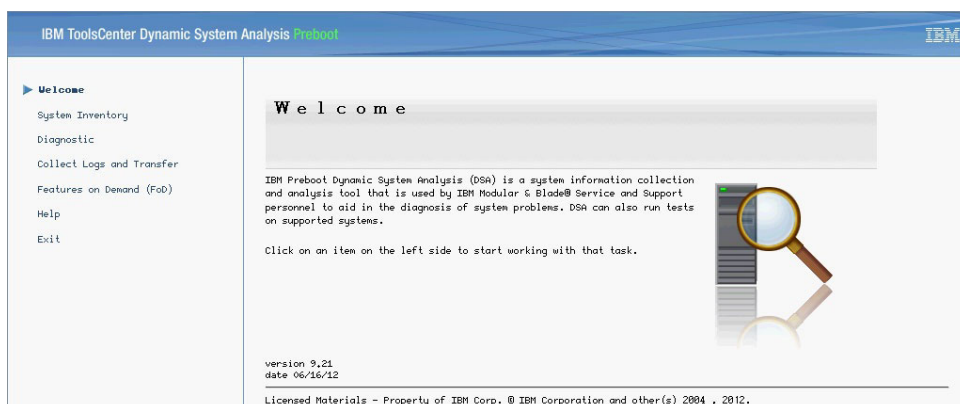 IBM ToolsCenter Dynamic System Analysis Preboot
IBM
Welcome
System Inventory
Diagnostic
Collect Logs and Transfer
Features on Demand (FoD)
Help
Exit
Welcome
IBM Preboot Dynamic System Analysis (DSA) is a system information collection
and analysis tool that is used by IBM Modular & Blade® Service and Support
personnel to aid in the diagnosis of system problems. DSA can also run tests
on supported systems.
Click on an item on the left side to start working with that task.
version 9.21
date 06/16/12
Licensed Materials - Property of IBM Corp. © IBM Corporation and other(s) 2004 , 2012.